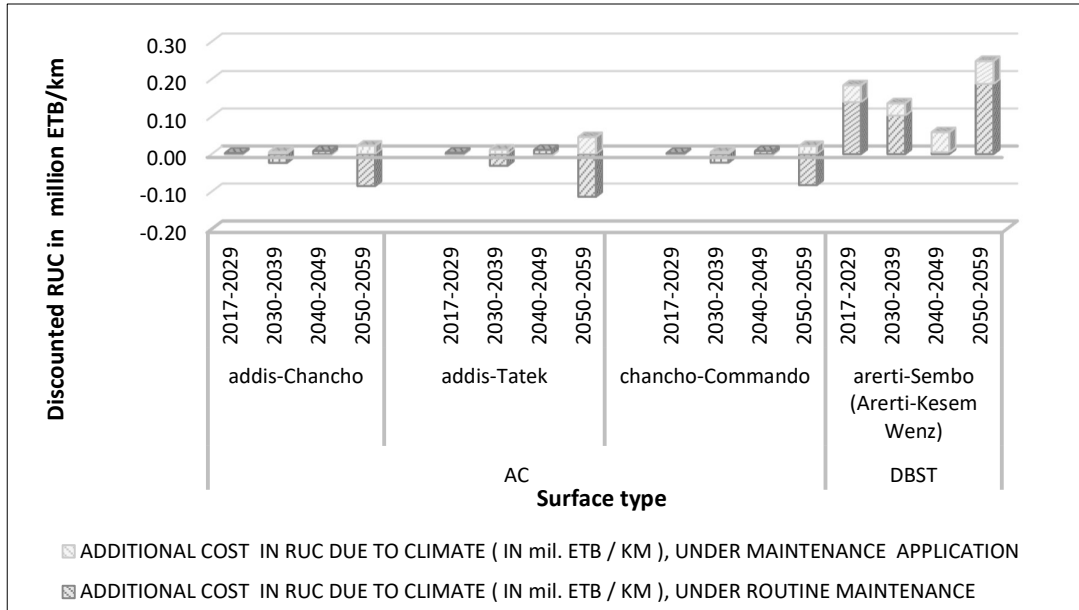 Discounted RUC in million ETB/km
0.30
0.20
0.10
0.00
-0.10
-0.20
2017-2029
2030-2039
2040-2049
2050-2059
2017-2029
2030-2039
2040-2049
2050-2059
2017-2029
2030-2039
2040-2049
2050-2059
2017-2029
2030-2039
2040-2049
2050-2059
addis-Chancho
addis-Tatek
chancho-Commando
arerti-Sembo
(Arerti-Kesem
Wenz)
AC
DBST
Surface type
ADDITIONAL COST IN RUC DUE TO CLIMATE ( IN mil. ETB / KM ), UNDER MAINTENANCE APPLICATION
ADDITIONAL COST IN RUC DUE TO CLIMATE ( IN mil. ETB / KM ), UNDER ROUTINE MAINTENANCE